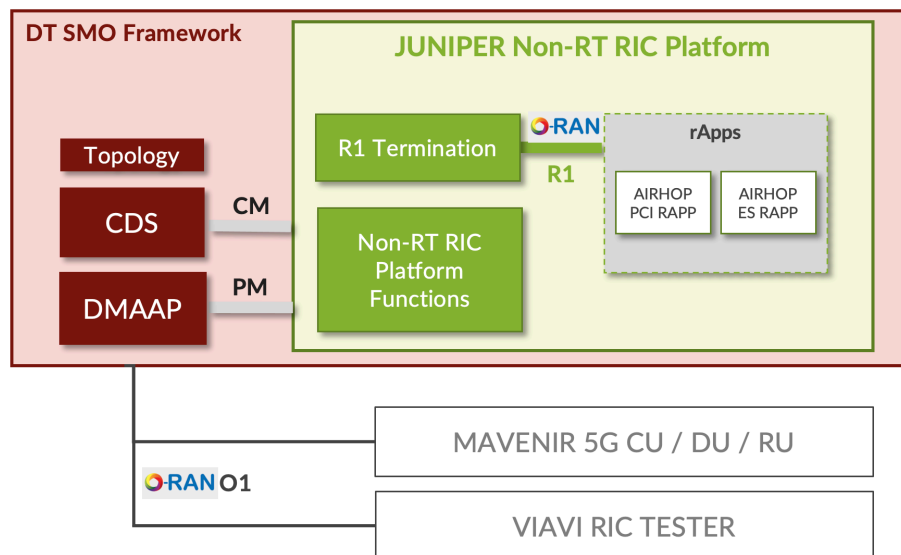 DT SMO Framework
JUNIPER Non-RT RIC Platform
Topology
CDS
DMAAP
CM
PM
R1 Termination
O-RAN
R1
Non-RT RIC
Platform
Functions
rApps
AIRHOP
PCI RAPP
AIRHOP
ES RAPP
MAVENIR 5G CU / DU / RU
O-RAN O1
VIAVI RIC TESTER